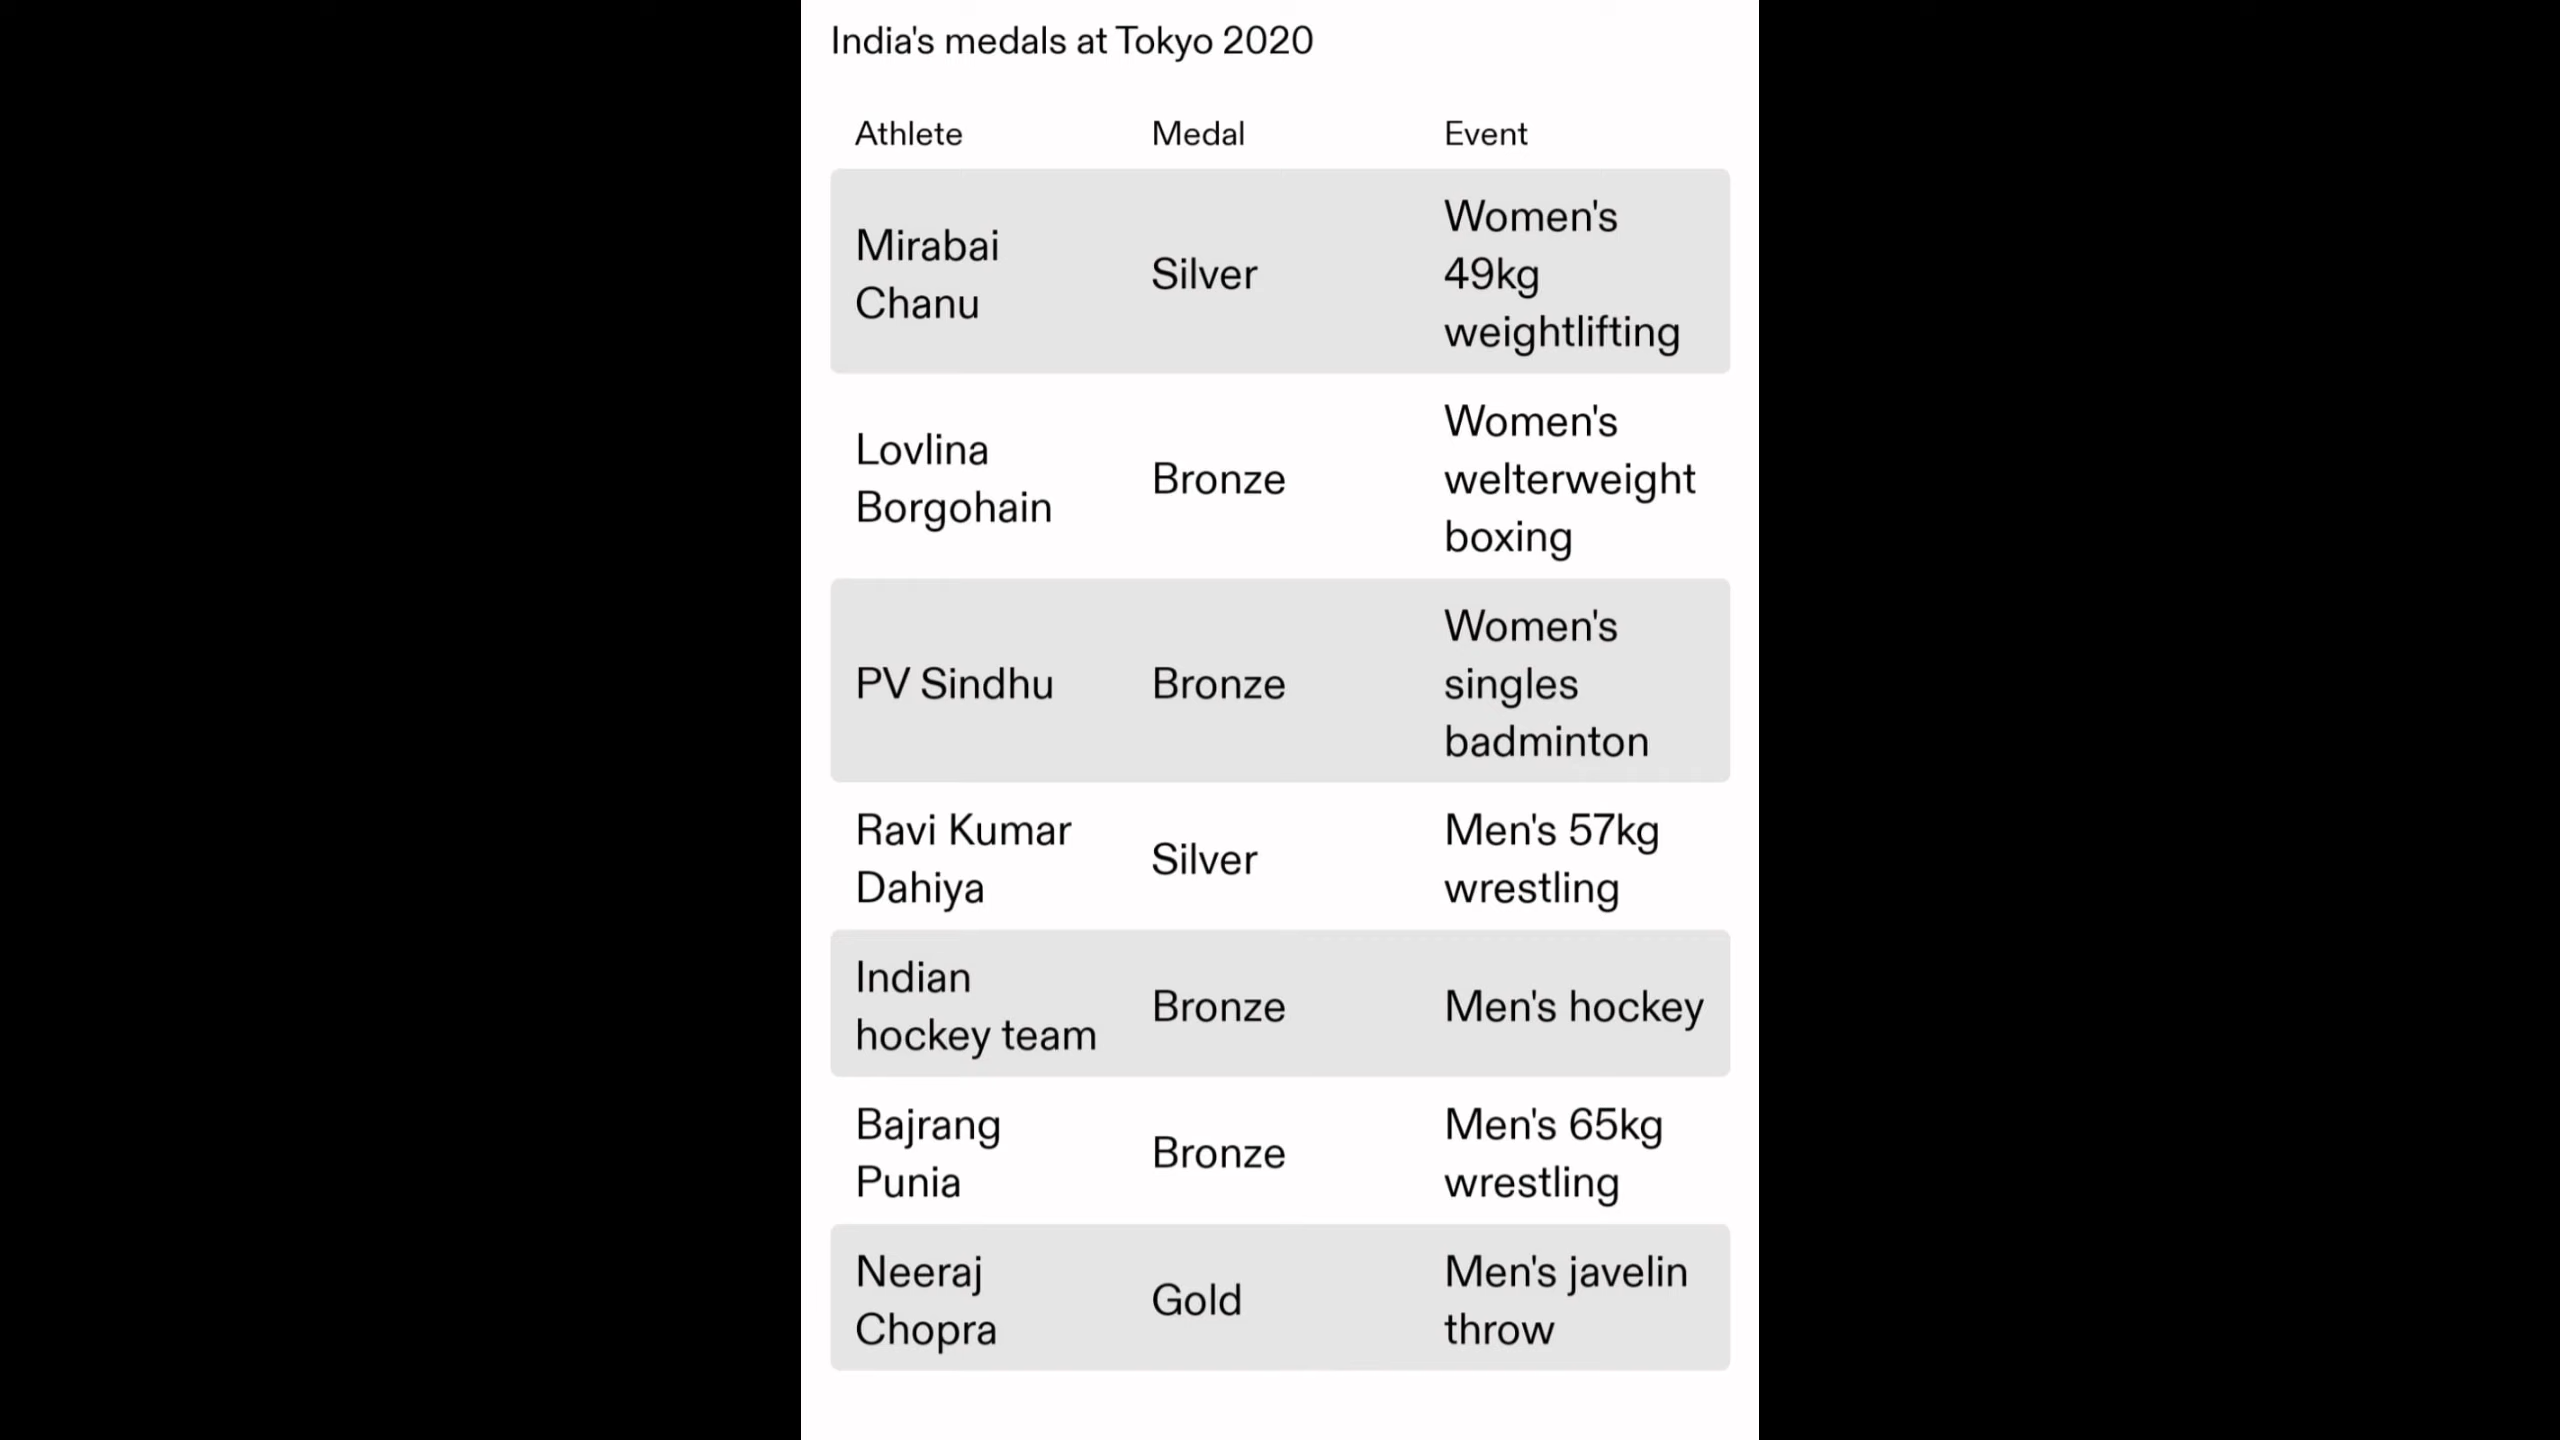 India's medals at Tokyo 2020
Athlete Medal Event
Mirabai Chanu Silver Women's 49kg weightlifting
Lovlina Borgohain Bronze Women's welterweight boxing
PV Sindhu Bronze Women's singles badminton
Ravi Kumar Dahiya Silver Men's 57kg wrestling
Indian hockey team Bronze Men's hockey
Bajrang Punia Bronze Men's 65kg wrestling
Neeraj Chopra Gold Men's javelin throw